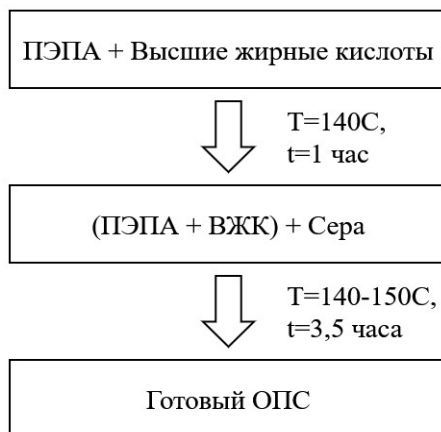 ПЭПА + Высшие жирные кислоты
T=140C,
t=1 час
(ПЭПА + ВЖК) + Сера
T=140-150C,
t=3,5 часа
Готовый ОПС